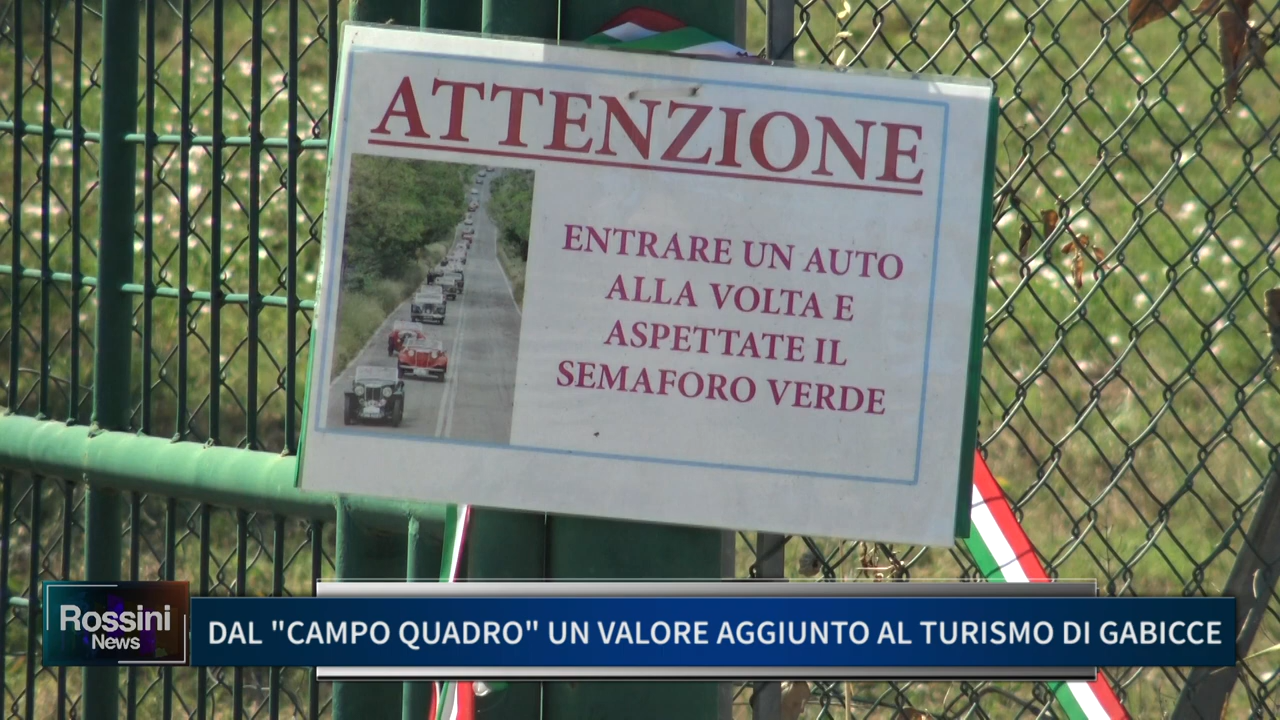 ATTENZIONE
ENTRARE UN AUTO
ALLA VOLTA E
ASPETTATE IL
SEMAFORO VERDE
Rossini
News
DAL "CAMPO QUADRO" UN VALORE AGGIUNTO AL TURISMO DI GABICCE